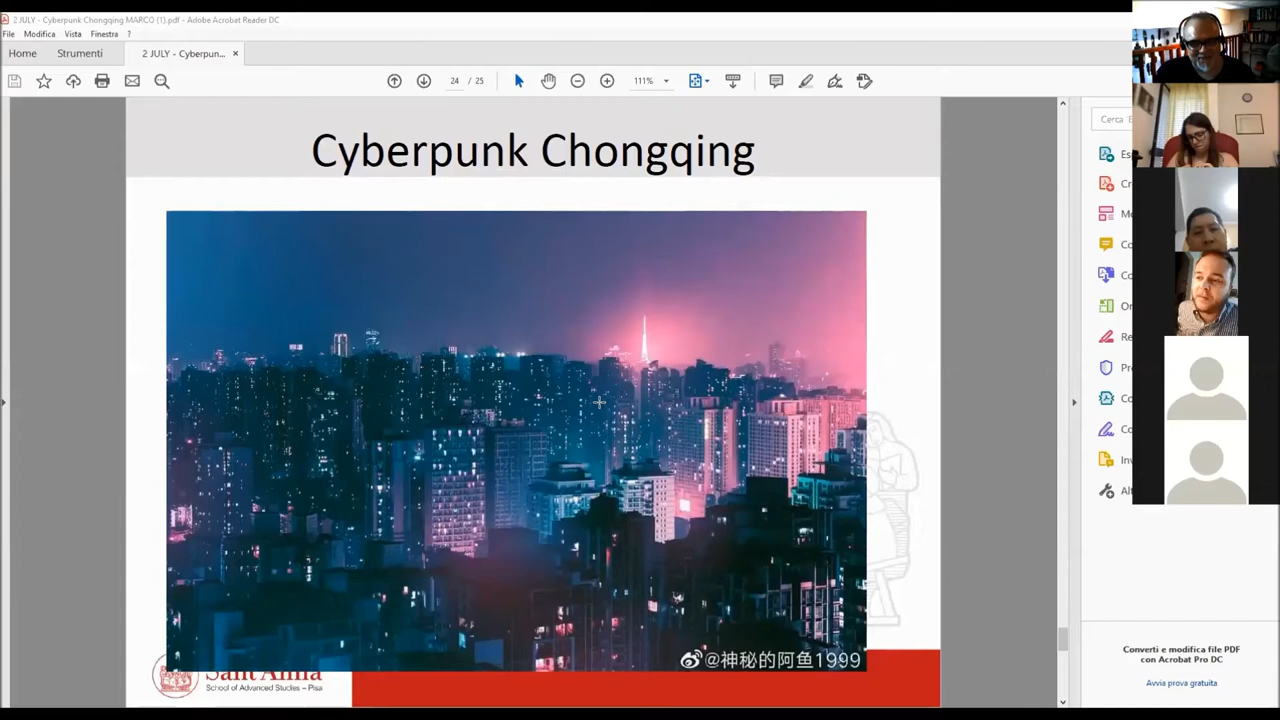 2 JULY - Cyberpunk Chongqing MARCO (1).pdf - Adobe Acrobat Reader DC
File Modifica Vista Finestra ?
Home Strumenti 2 JULY - Cyberpun... ×
24 / 25 111%
Cerca
Cyberpunk Chongqing
@神秘的阿鱼1999
Sant'Anna
School of Advanced Studies – Pisa
Converti e modifica file PDF
con Acrobat Pro DC
Avvia prova gratuita